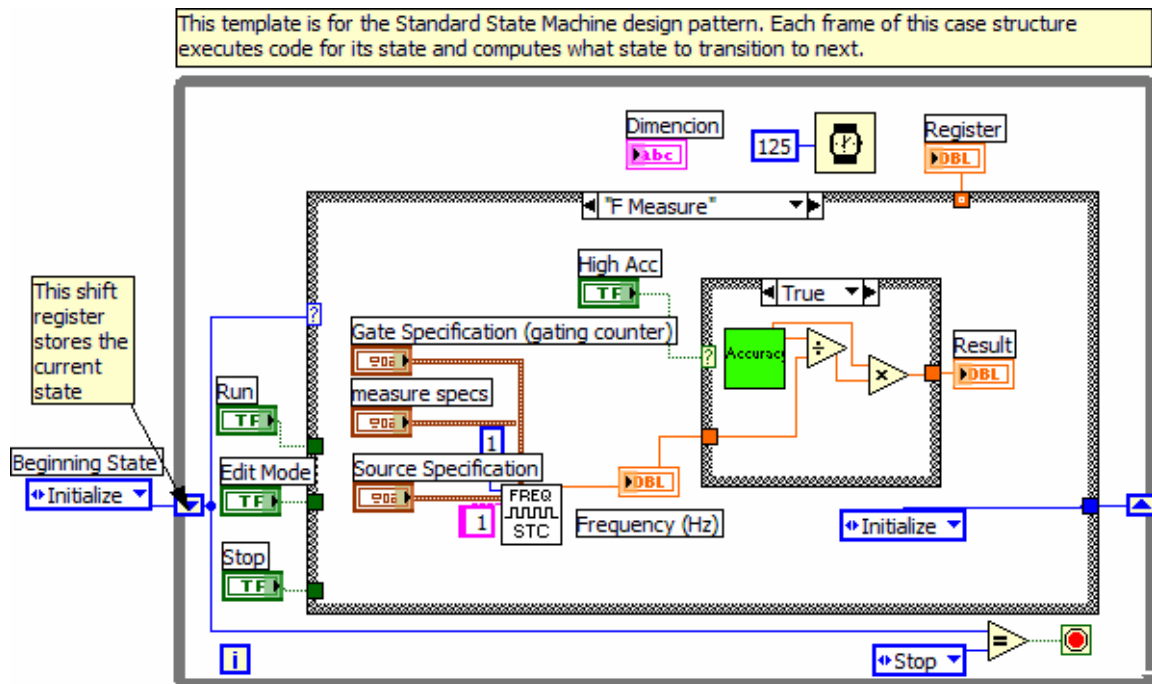 This template is for the Standard State Machine design pattern. Each frame of this case structure
executes code for its state and computes what state to transition to next.
Dimencion
abc
125
Register
DBL
"F Measure"
High Acc
TF
True
This shift
register
stores the
current
state
?
Gate Specification (gating counter)
?
Accuracy
÷
×
Result
DBL
Run
TF
measure specs
1
Beginning State
Initialize
Edit Mode
TF
Source Specification
DBL
FREQ
STC
1
Frequency (Hz)
Initialize
Stop
TF
i
=
Stop